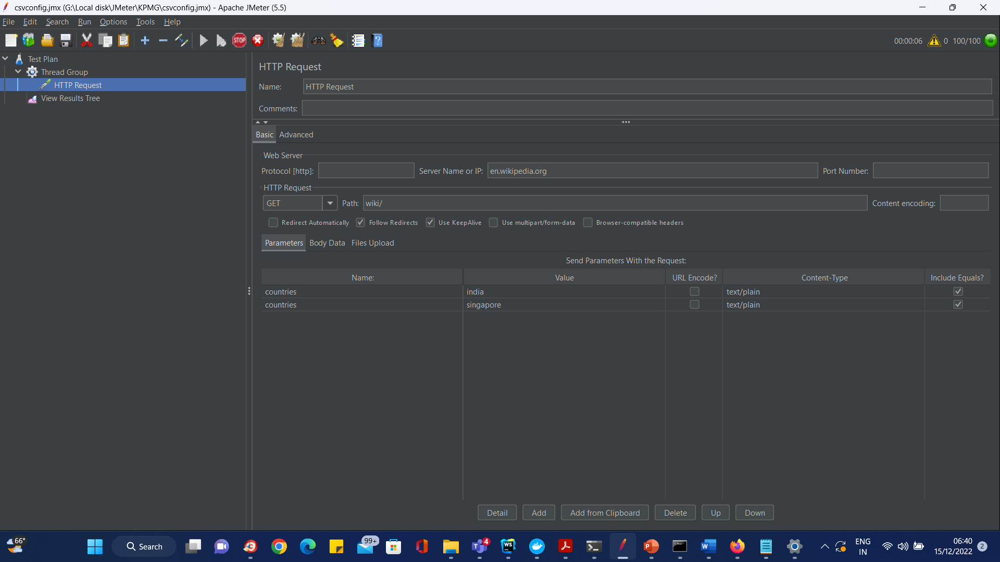 csvconfig.jmx (G:\Local disk\JMeter\KPMG\csvconfig.jmx) - Apache JMeter (5.5)
File Edit Search Run Options Tools Help
STOP
00:00:06 0 100/100
Test Plan
Thread Group
HTTP Request
View Results Tree
HTTP Request
Name: HTTP Request
Comments:
Basic Advanced
Web Server
Protocol [http]: Server Name or IP: en.wikipedia.org Port Number:
HTTP Request
GET Path: wiki/ Content encoding:
Redirect Automatically Follow Redirects Use KeepAlive Use multipart/form-data Browser-compatible headers
Parameters Body Data Files Upload
Send Parameters With the Request:
Name: Value URL Encode? Content-Type Include Equals?
countries india text/plain
countries singapore text/plain
Detail Add Add from Clipboard Delete Up Down
66°
Search
99+
4
WS
ENG
IN
06:40
15/12/2022
2